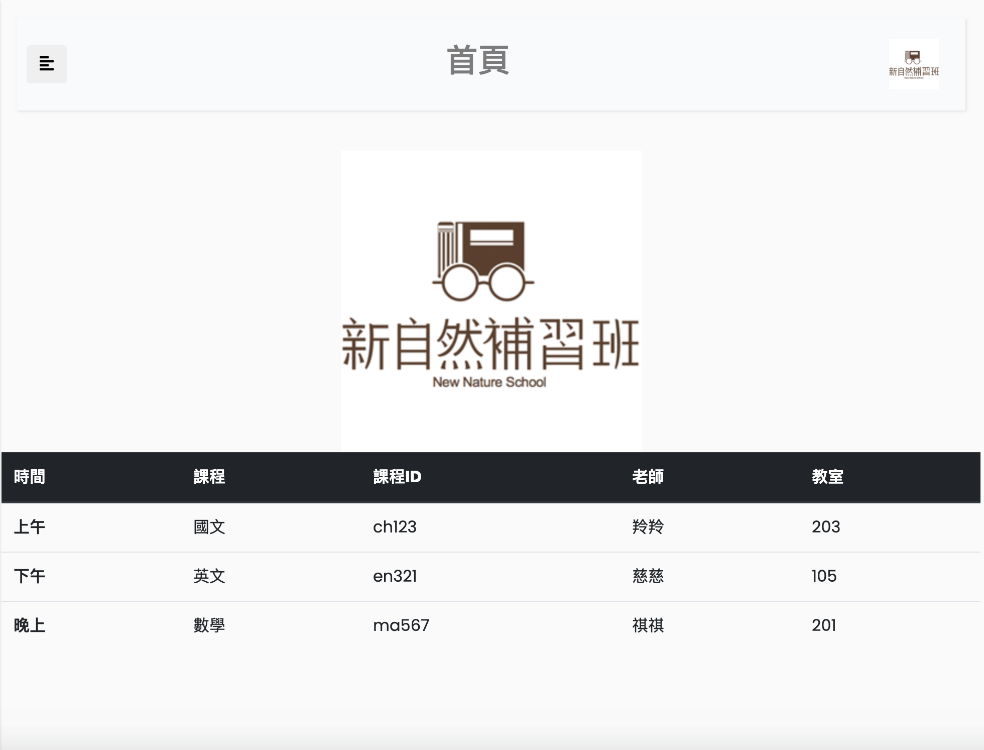 首頁
新自然補習班
新自然補習班
New Nature School
時間 課程 課程ID 老師 教室
上午 國文 ch123 羚羚 203
下午 英文 en321 慈慈 105
晚上 數學 ma567 祺祺 201